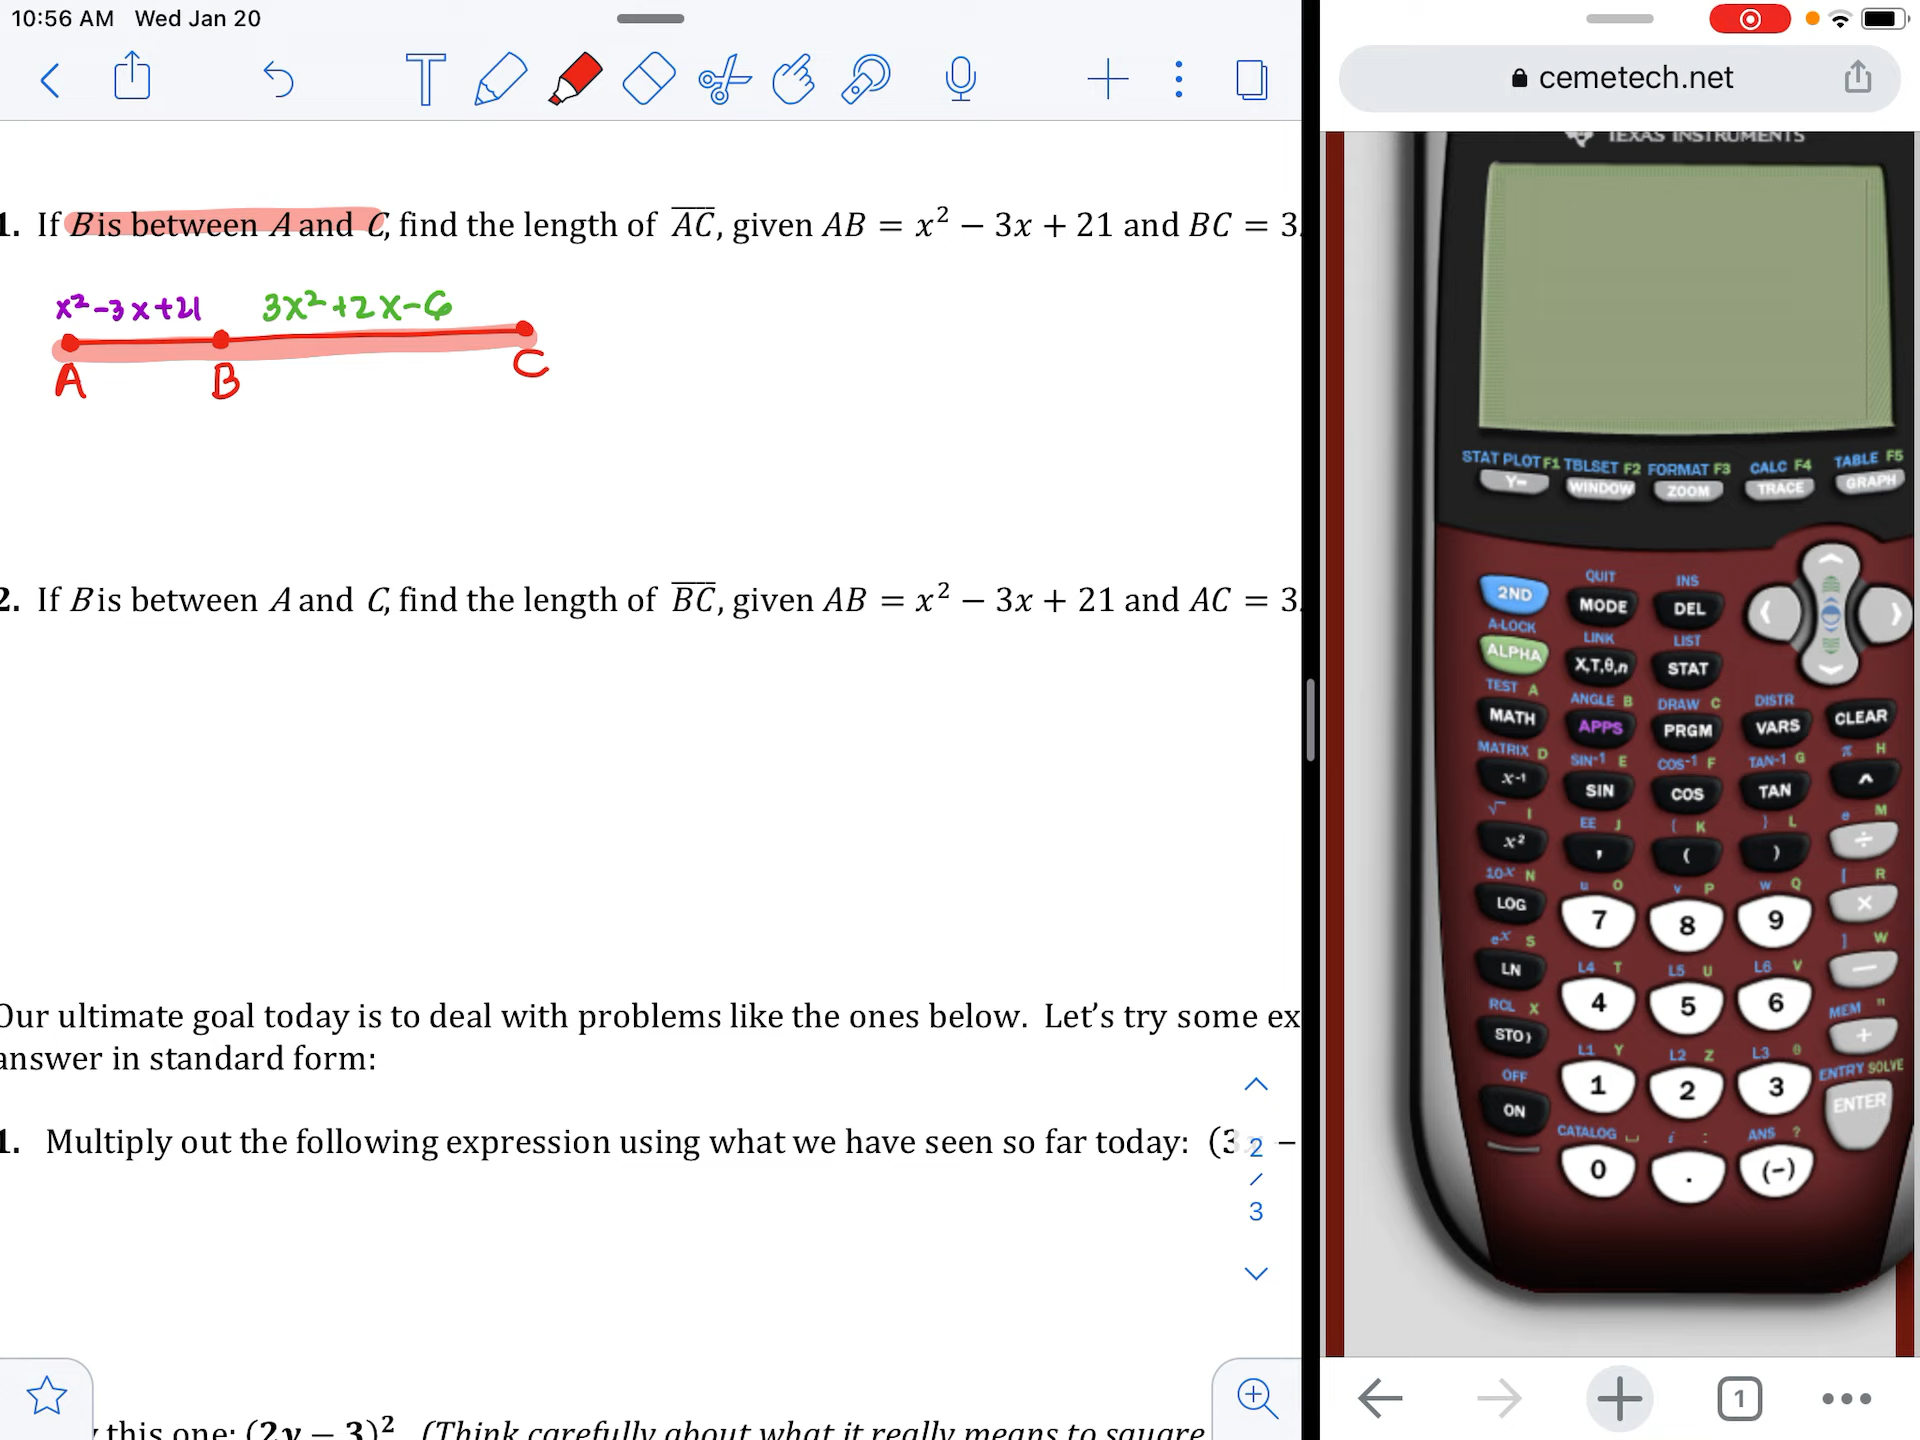 10:56 AM Wed Jan 20
cemetech.net
TEXAS INSTRUMENTS
1. If B is between A and C, find the length of AC, given AB = x² − 3x + 21 and BC = 3
x²-3x+21 3x²+2x-6
A B C
2. If B is between A and C, find the length of BC, given AB = x² − 3x + 21 and AC = 3
Our ultimate goal today is to deal with problems like the ones below. Let's try some ex
answer in standard form:
1. Multiply out the following expression using what we have seen so far today: (3x −
2
/
3
this one: (2y − 3)² (Think carefully about what it really means to square
STAT PLOT F1 TBLSET F2 FORMAT F3 CALC F4 TABLE F5
Y= WINDOW ZOOM TRACE GRAPH
QUIT INS
2ND MODE DEL
A-LOCK LINK LIST
ALPHA X,T,θ,n STAT
TEST A ANGLE B DRAW C DISTR
MATH APPS PRGM VARS CLEAR
MATRIX D SIN-1 E COS-1 F TAN-1 G π H
x-1 SIN COS TAN ^
√ I EE J { K } L e M
x² , ( ) ÷
10x N u O v P w Q [ R
LOG 7 8 9 ×
ex S L4 T L5 U L6 V ] W
LN 4 5 6 −
RCL X L1 Y L2 Z L3 θ MEM "
STO› 1 2 3 +
OFF CATALOG i : ANS ? ENTRY SOLVE
ON 0 . (-) ENTER
1